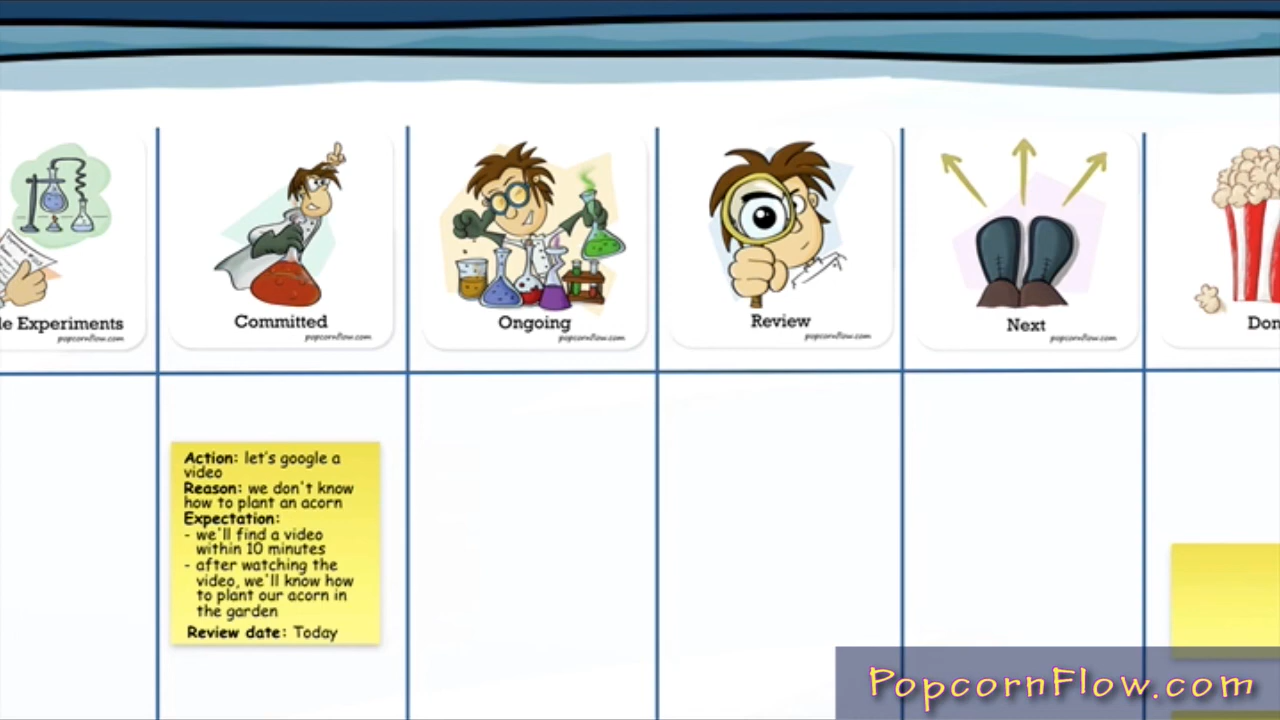 le Experiments
popcornflow.com
Committed
popcornflow.com
Ongoing
popcornflow.com
Review
popcornflow.com
Next
popcornflow.com
Don
Action: let's google a
video
Reason: we don't know
how to plant an acorn
Expectation:
- we'll find a video
within 10 minutes
- after watching the
video, we'll know how
to plant our acorn in
the garden
Review date: Today
PopcornFlow.com